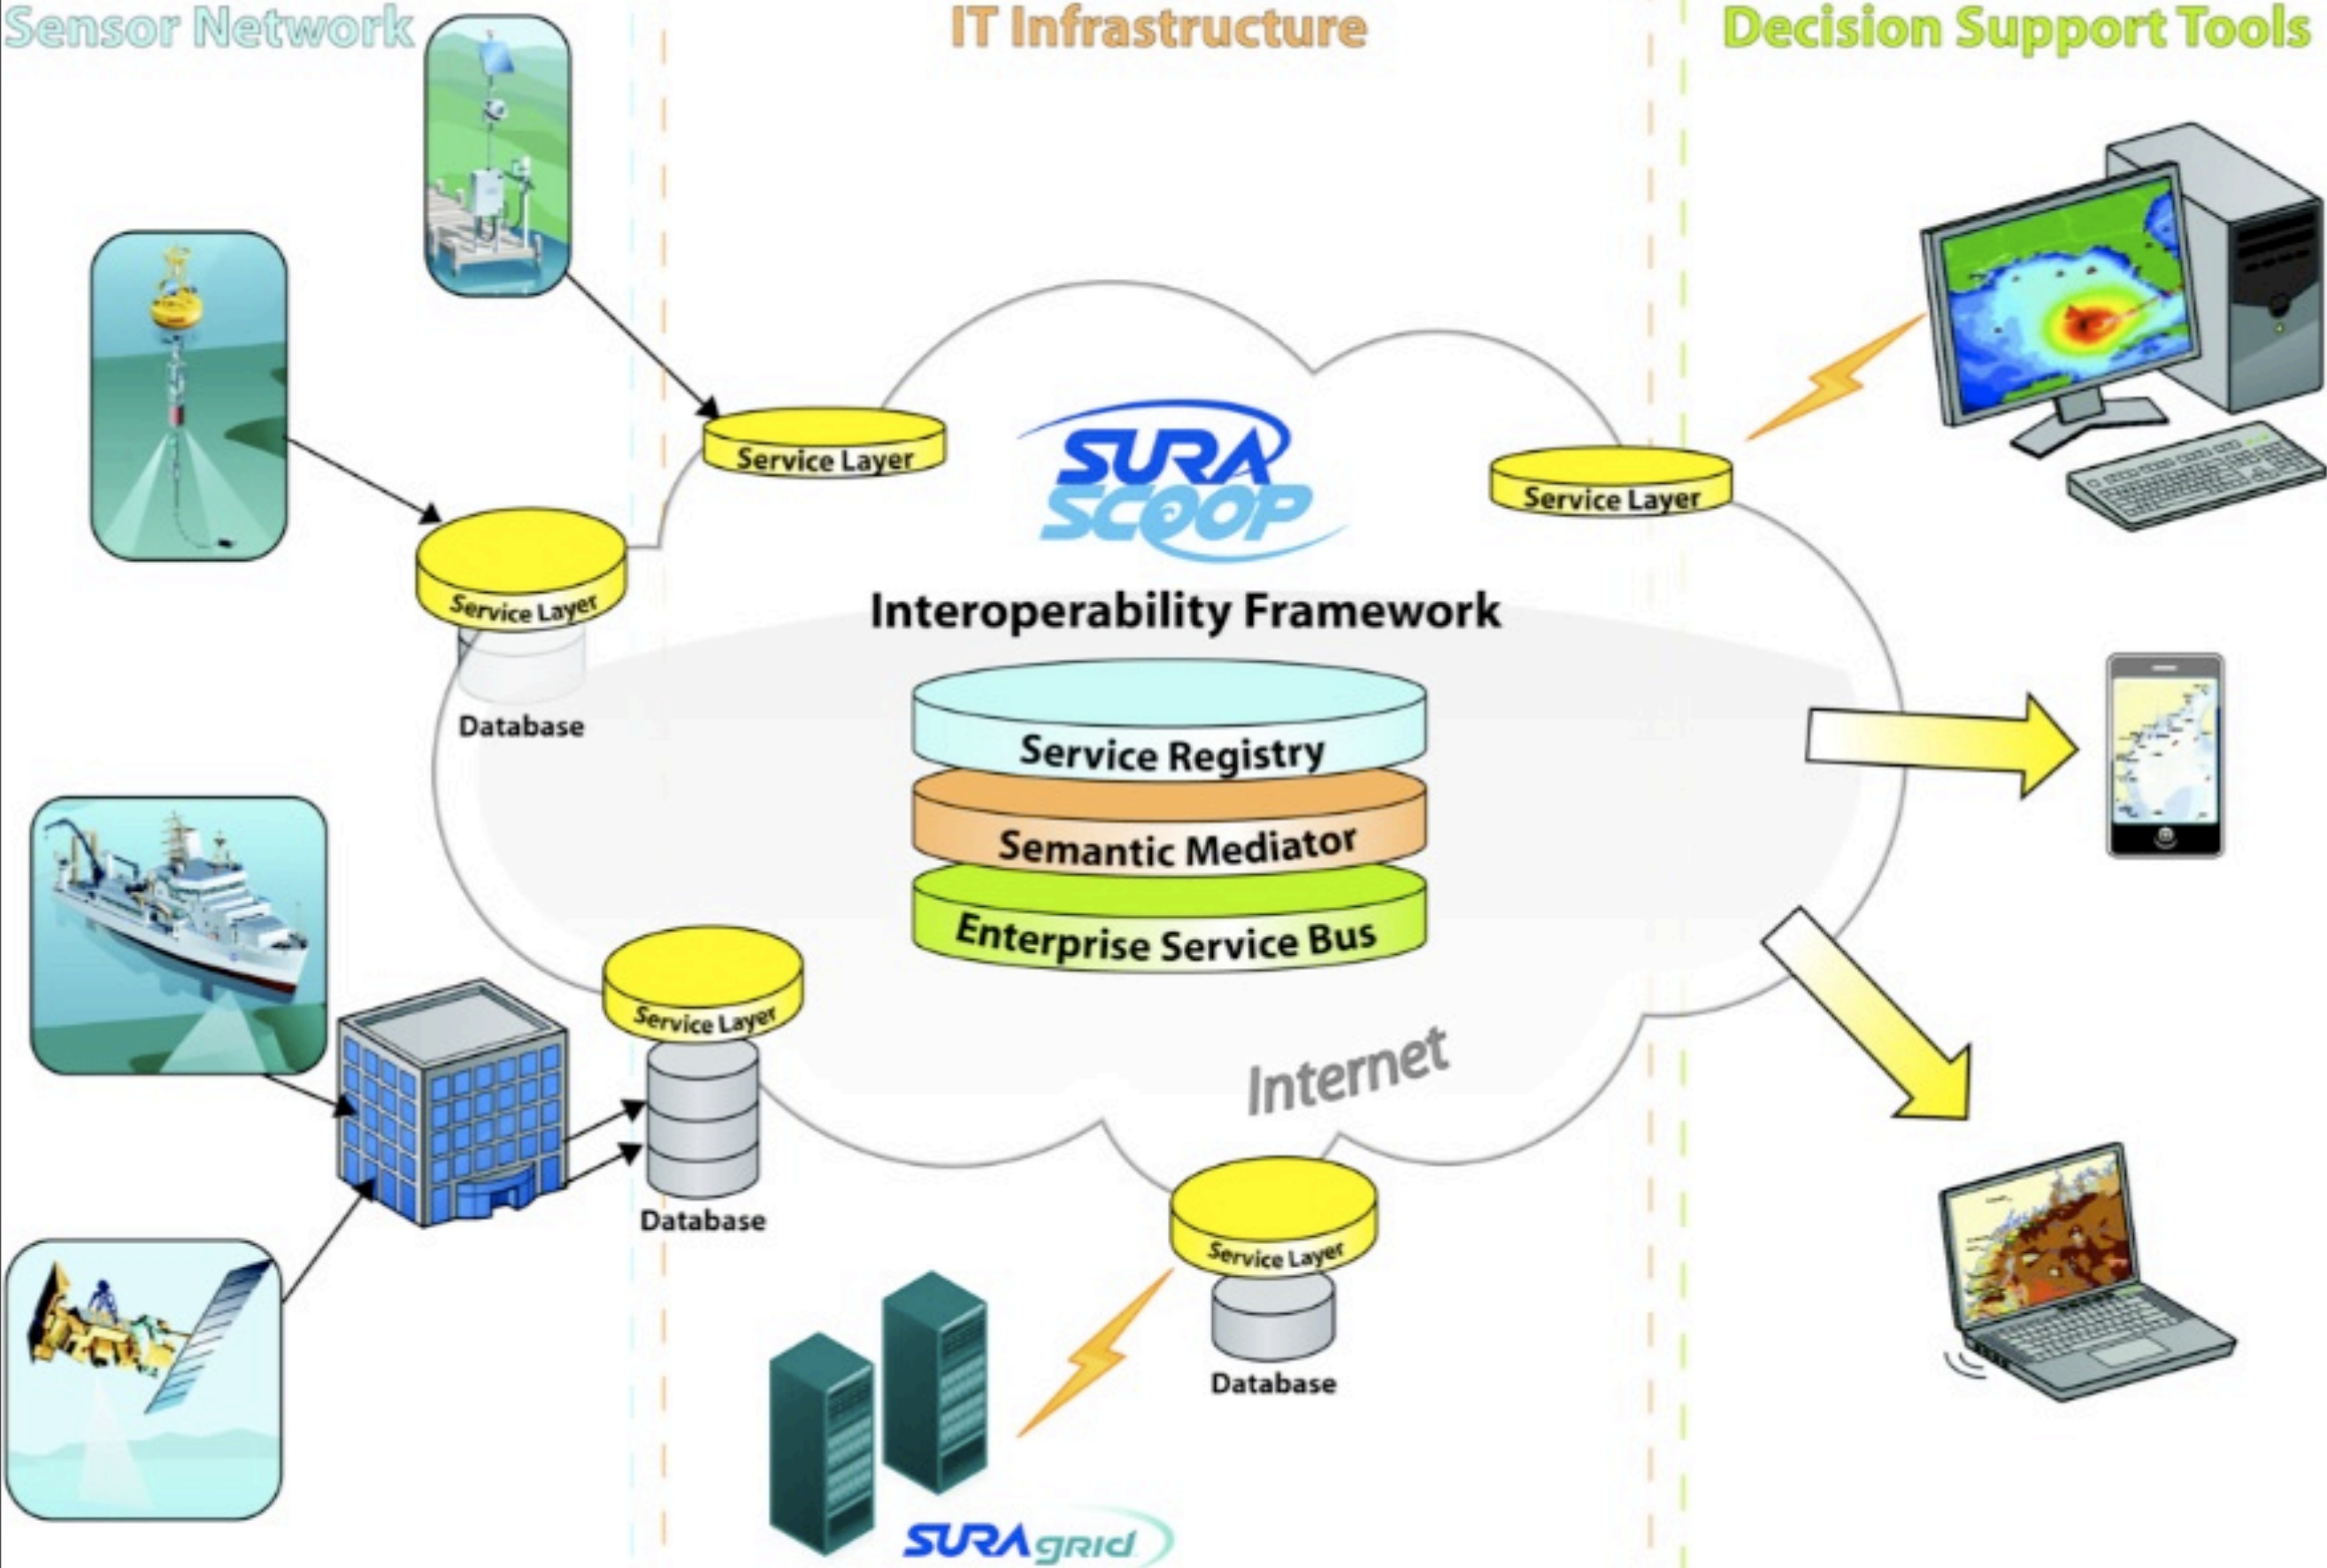 Sensor Network
IT Infrastructure
Decision Support Tools
Service Layer
SURA
SCOOP
Service Layer
Service Layer
Database
Interoperability Framework
Service Registry
Semantic Mediator
Enterprise Service Bus
Internet
Service Layer
Database
Service Layer
Database
SURAgrid